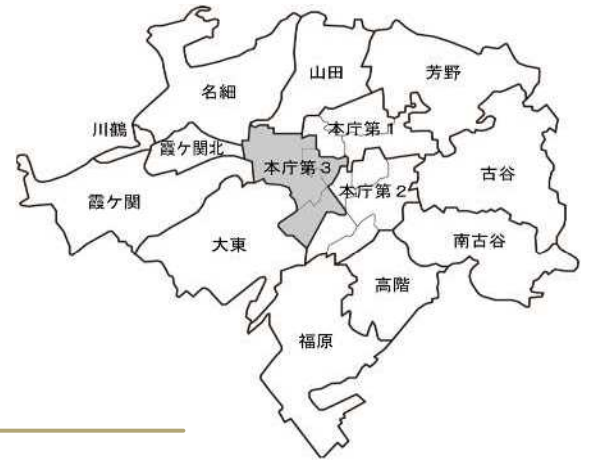 山田
芳野
名細
川鶴
本庁第1
霞ケ関北
本庁第3
古谷
霞ケ関
本庁第2
大東
南古谷
高階
福原